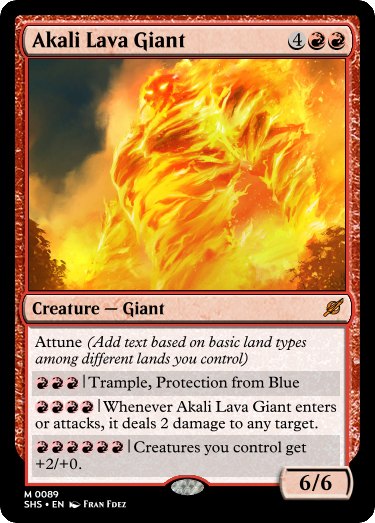 Akali Lava Giant 4
Creature — Giant
Attune (Add text based on basic land types
among different lands you control)
Trample, Protection from Blue
Whenever Akali Lava Giant enters
or attacks, it deals 2 damage to any target.
Creatures you control get
+2/+0.
6/6
M 0089
SHS • EN Fran Fdez